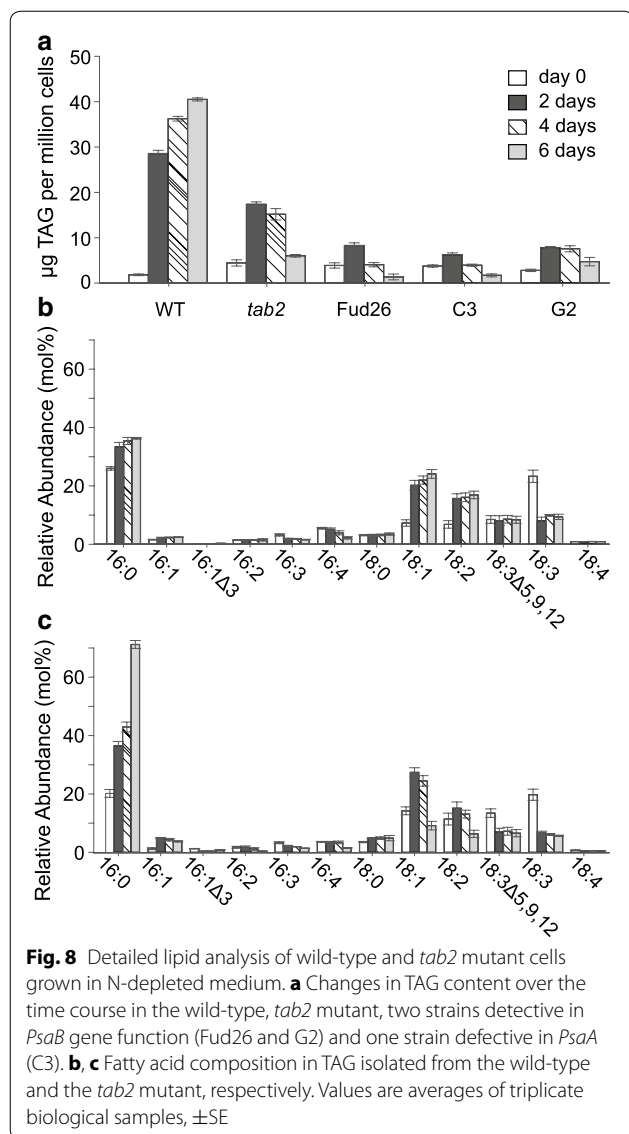 a
µg TAG per million cells
50
40
30
20
10
0
day 0
2 days
4 days
6 days
WT
tab2
Fud26
C3
G2
b
Relative Abundance (mol%)
60
40
20
0
16:0
16:1
16:1Δ3
16:2
16:3
16:4
18:0
18:1
18:2
18:3Δ5,9,12
18:3
18:4
c
Relative Abundance (mol%)
60
40
20
0
16:0
16:1
16:1Δ3
16:2
16:3
16:4
18:0
18:1
18:2
18:3Δ5,9,12
18:3
18:4
Fig. 8 Detailed lipid analysis of wild-type and tab2 mutant cells
grown in N-depleted medium. a Changes in TAG content over the
time course in the wild-type, tab2 mutant, two strains detective in
PsaB gene function (Fud26 and G2) and one strain defective in PsaA
(C3). b, c Fatty acid composition in TAG isolated from the wild-type
and the tab2 mutant, respectively. Values are averages of triplicate
biological samples, ±SE